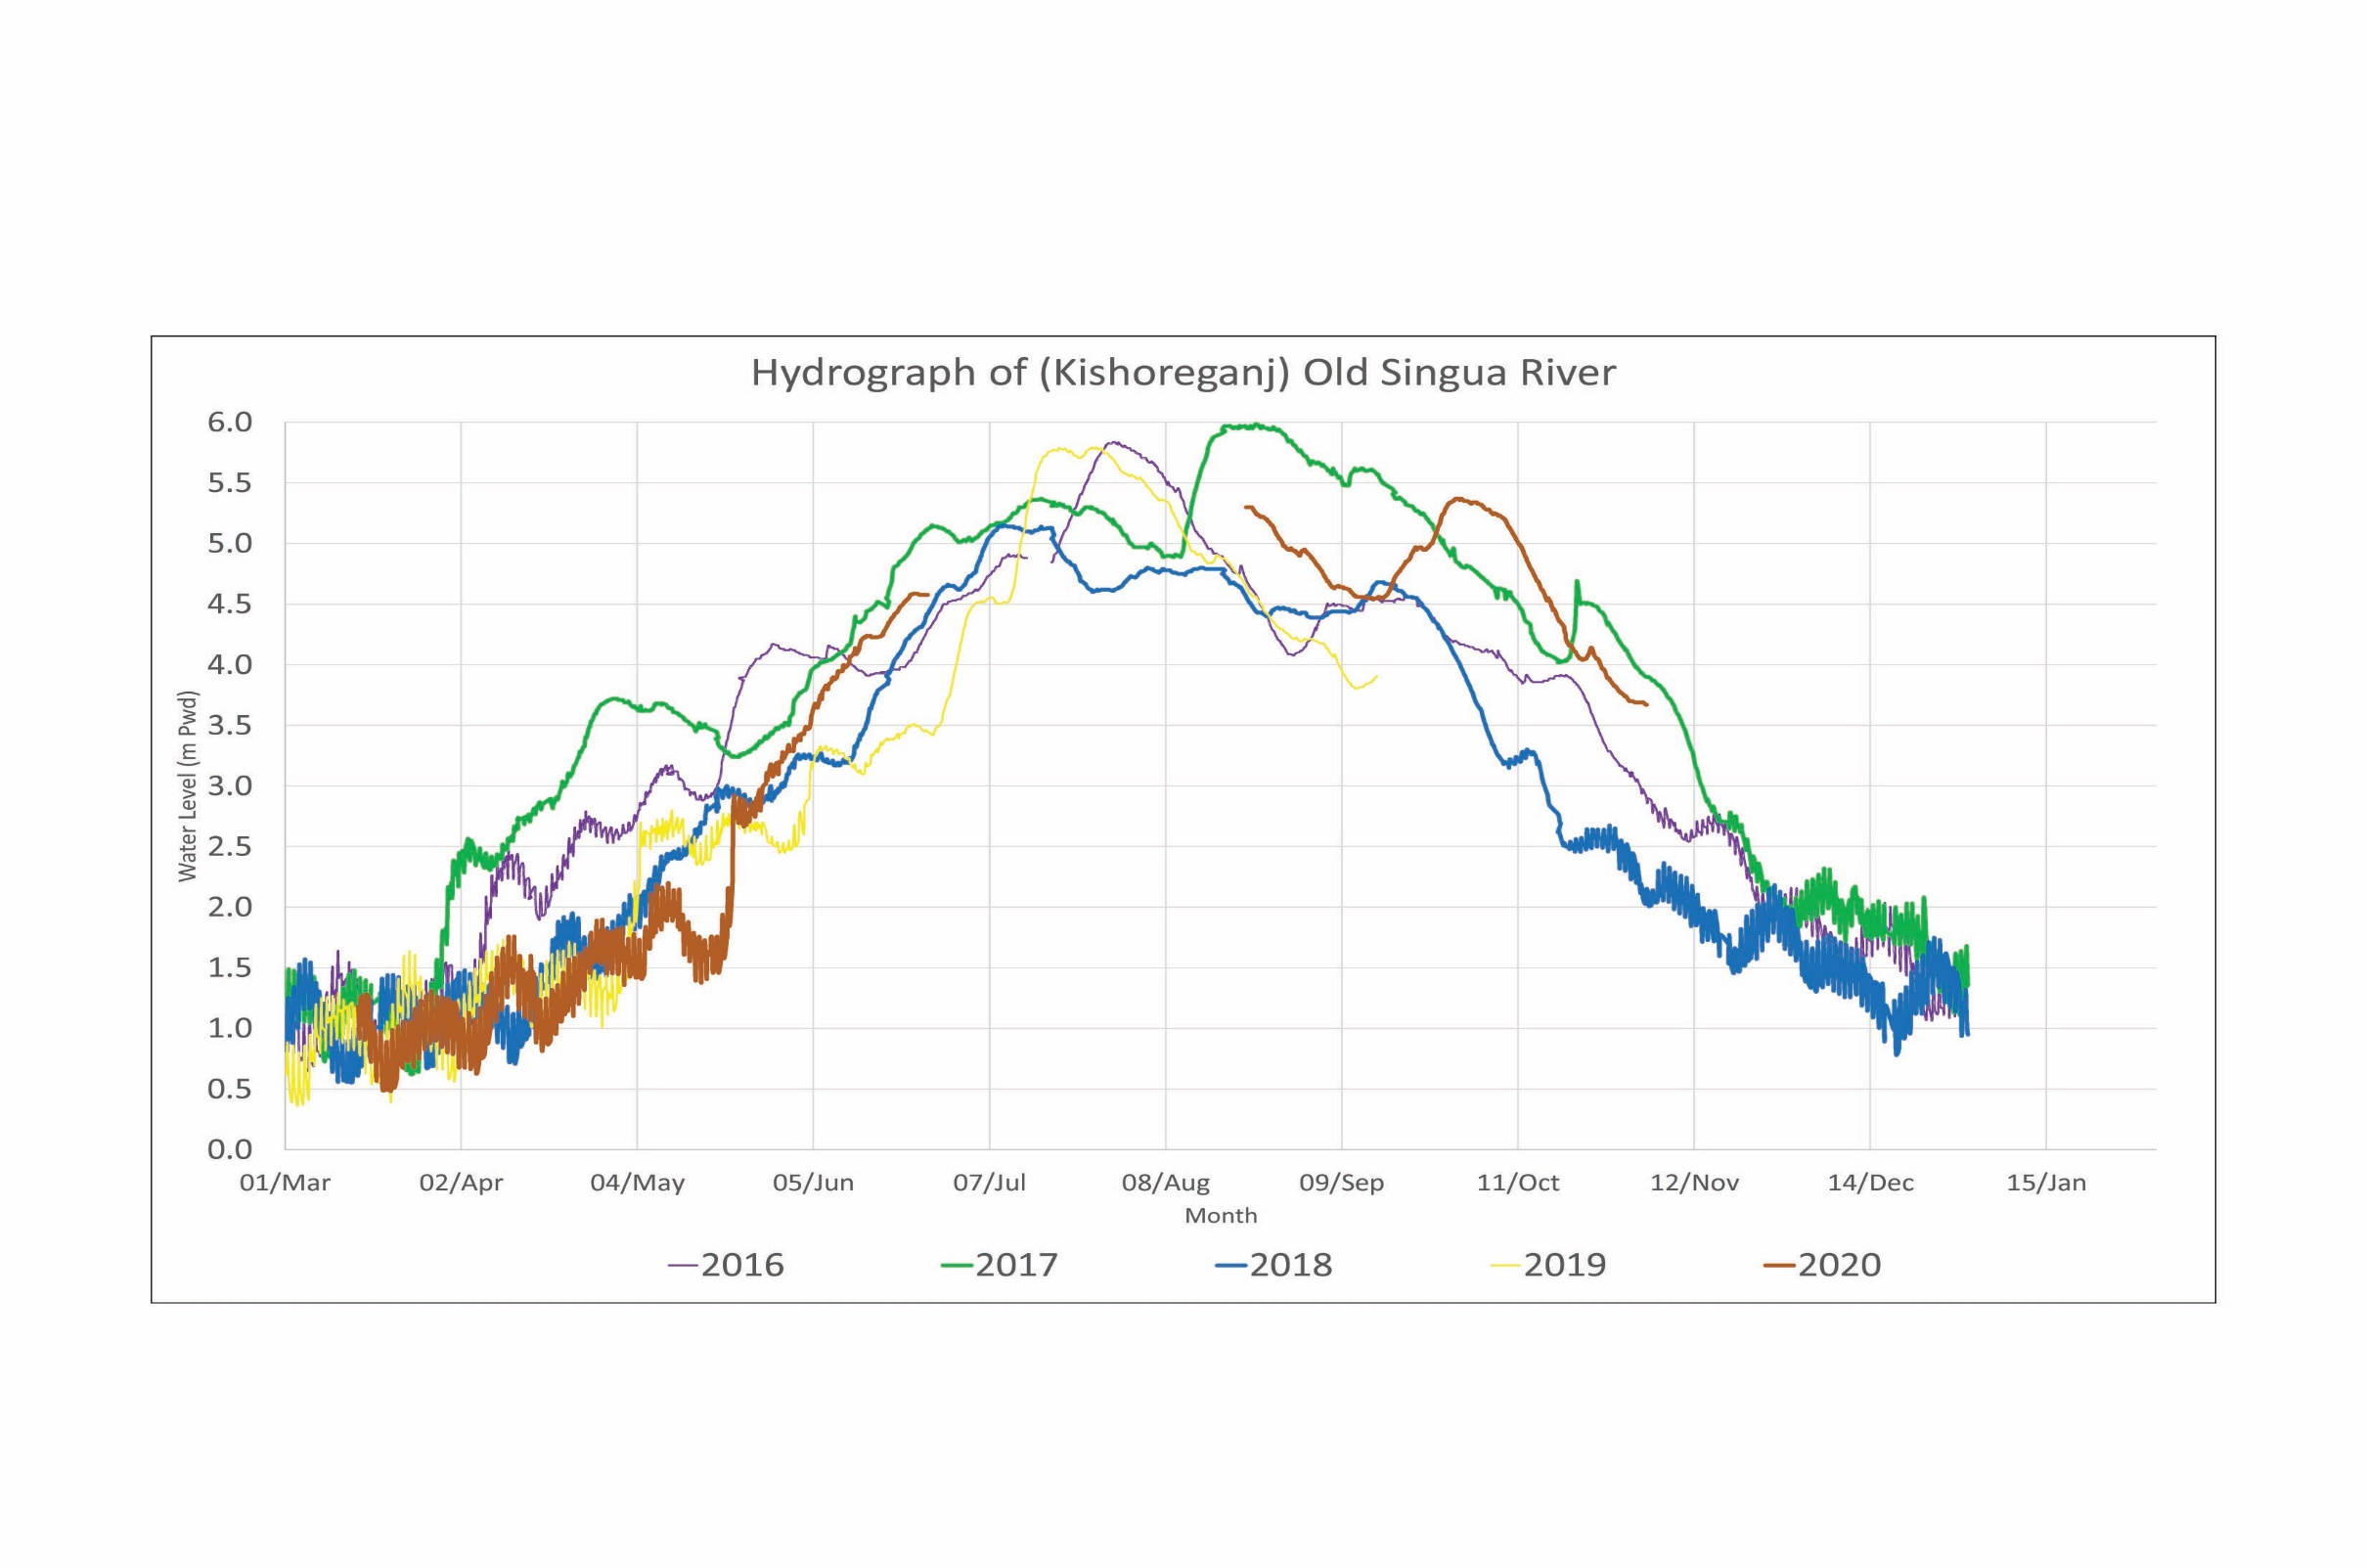 Hydrograph of (Kishoreganj) Old Singua River
Water Level (m Pwd)
6.0
5.5
5.0
4.5
4.0
3.5
3.0
2.5
2.0
1.5
1.0
0.5
0.0
01/Mar 02/Apr 04/May 05/Jun 07/Jul 08/Aug 09/Sep 11/Oct 12/Nov 14/Dec 15/Jan
Month
2016 2017 2018 2019 2020